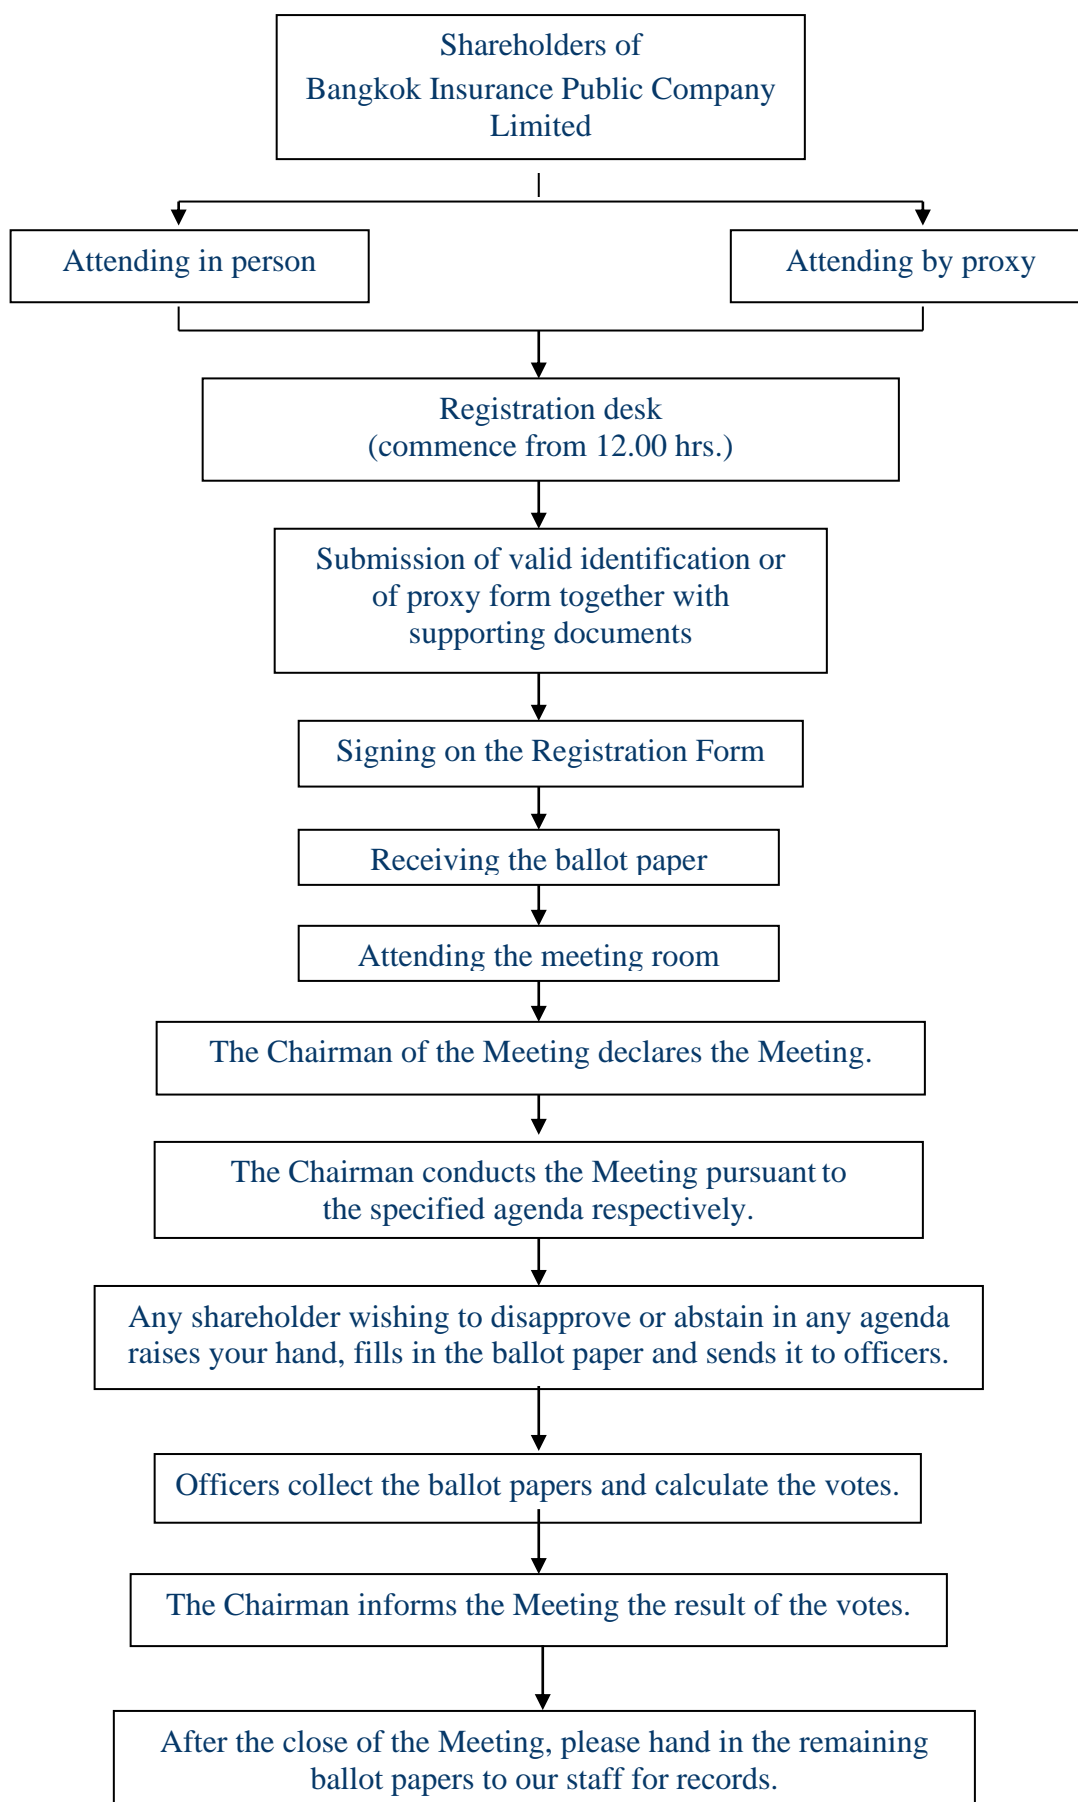 Shareholders of
Bangkok Insurance Public Company
Limited
Attending in person
Attending by proxy
Registration desk
(commence from 12.00 hrs.)
Submission of valid identification or
of proxy form together with
supporting documents
Signing on the Registration Form
Receiving the ballot paper
Attending the meeting room
The Chairman of the Meeting declares the Meeting.
The Chairman conducts the Meeting pursuant to
the specified agenda respectively.
Any shareholder wishing to disapprove or abstain in any agenda
raises your hand, fills in the ballot paper and sends it to officers.
Officers collect the ballot papers and calculate the votes.
The Chairman informs the Meeting the result of the votes.
After the close of the Meeting, please hand in the remaining
ballot papers to our staff for records.